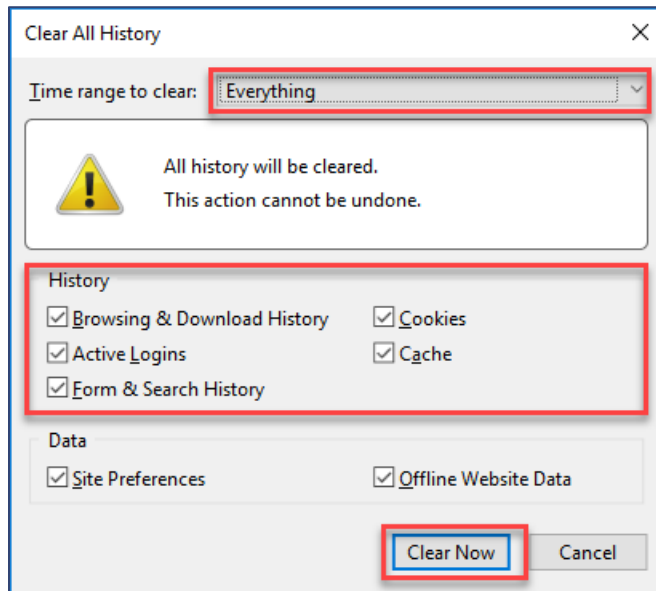 Clear All History
Time range to clear: Everything
All history will be cleared.
This action cannot be undone.
History
Browsing & Download History Cookies
Active Logins Cache
Form & Search History
Data
Site Preferences Offline Website Data
Clear Now Cancel